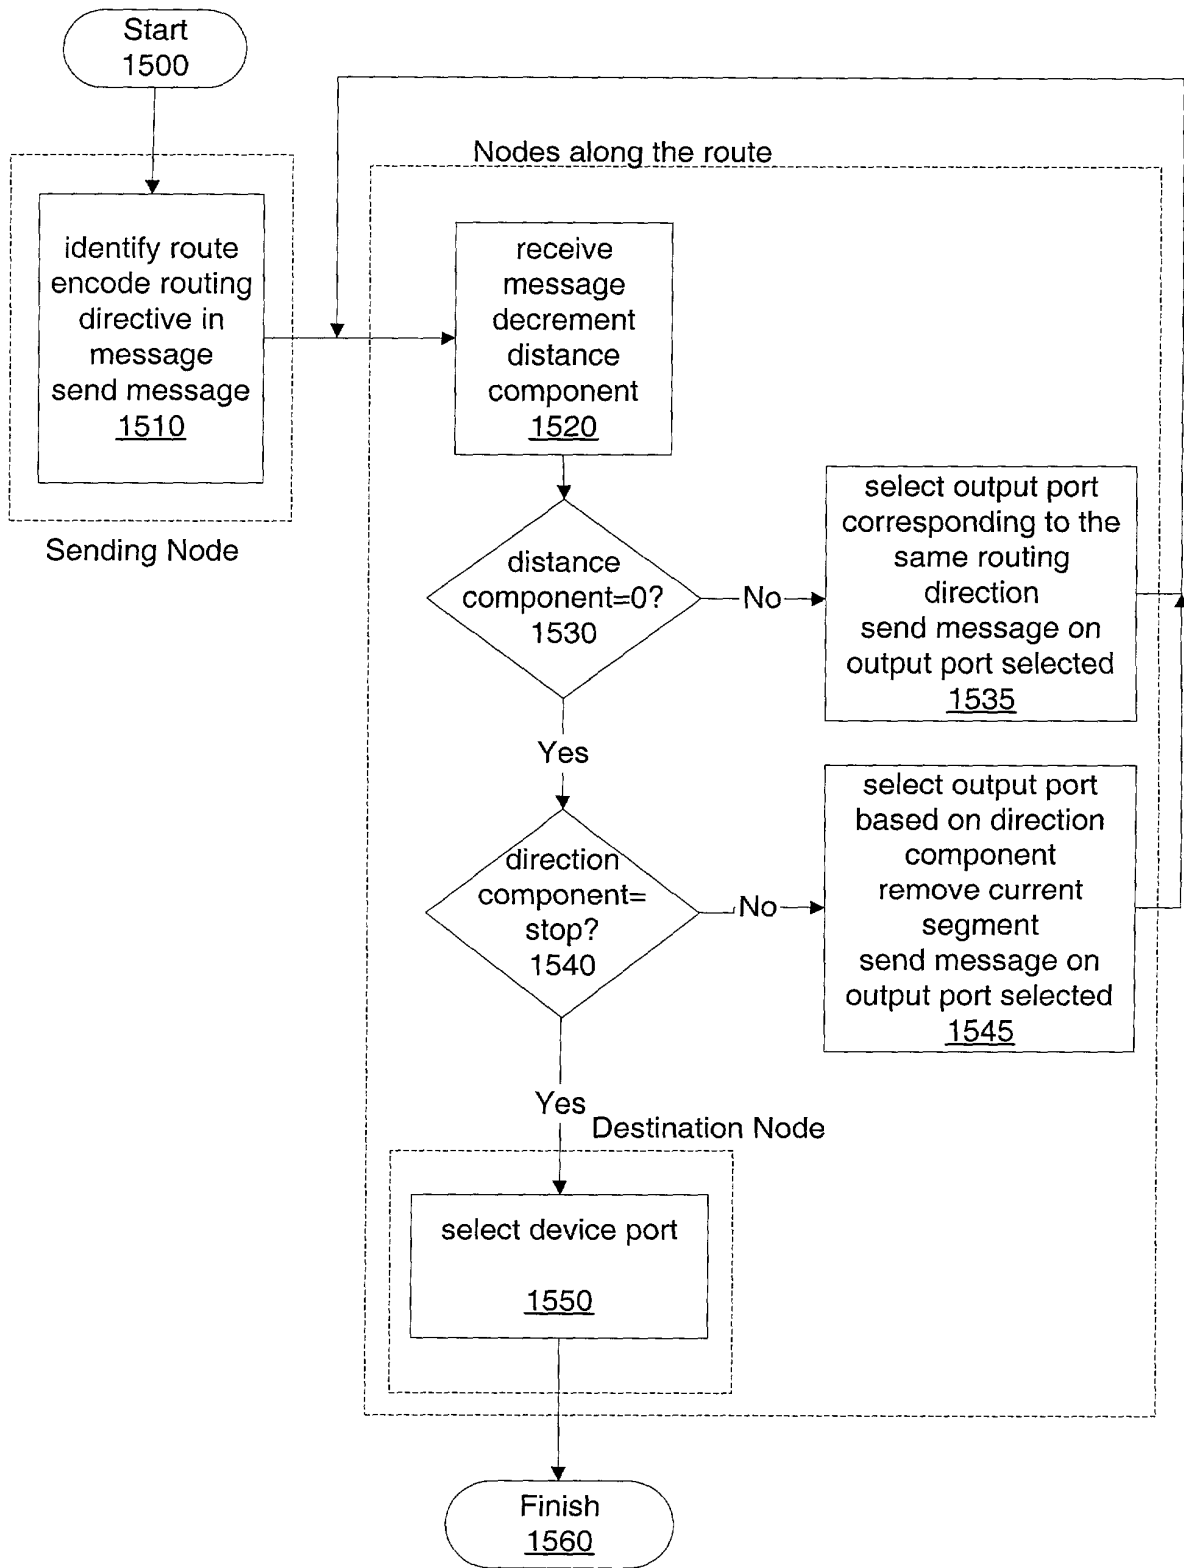 Start
1500
Nodes along the route
identify route
encode routing
directive in
message
send message
1510
Sending Node
receive
message
decrement
distance
component
1520
distance
component=0?
1530
No
select output port
corresponding to the
same routing
direction
send message on
output port selected
1535
Yes
direction
component=
stop?
1540
No
select output port
based on direction
component
remove current
segment
send message on
output port selected
1545
Yes
Destination Node
select device port
1550
Finish
1560